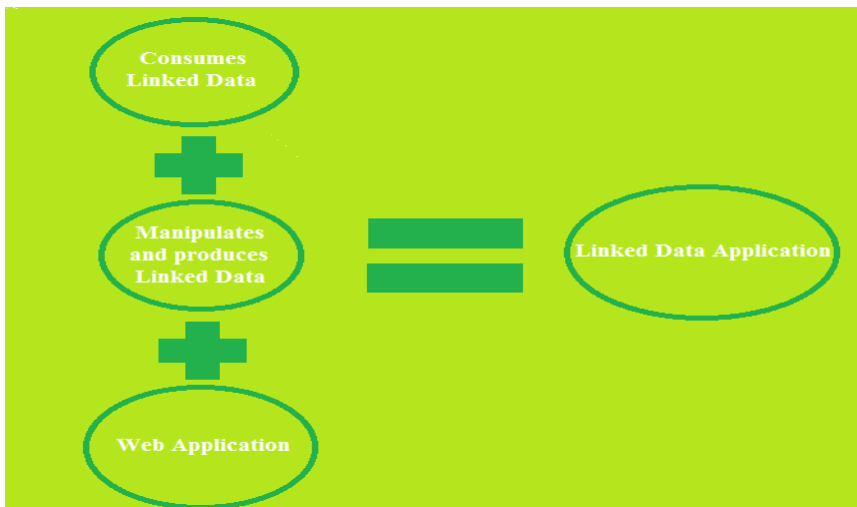 Consumes
Linked Data
Manipulates
and produces
Linked Data
Linked Data Application
Web Application